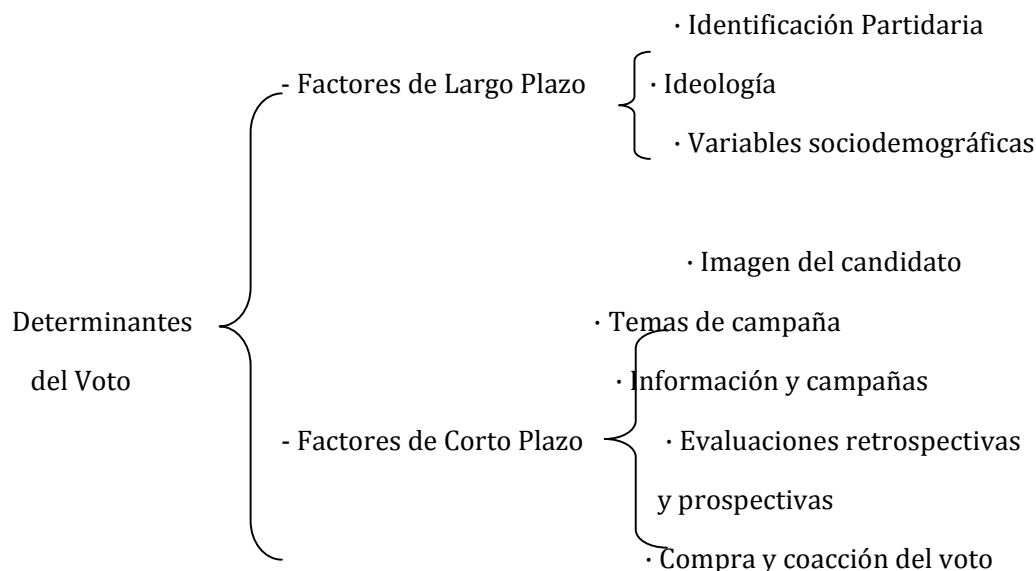 · Identificación Partidaria
- Factores de Largo Plazo
· Ideología
· Variables sociodemográficas
· Imagen del candidato
Determinantes
del Voto
· Temas de campaña
· Información y campañas
- Factores de Corto Plazo
· Evaluaciones retrospectivas
y prospectivas
· Compra y coacción del voto